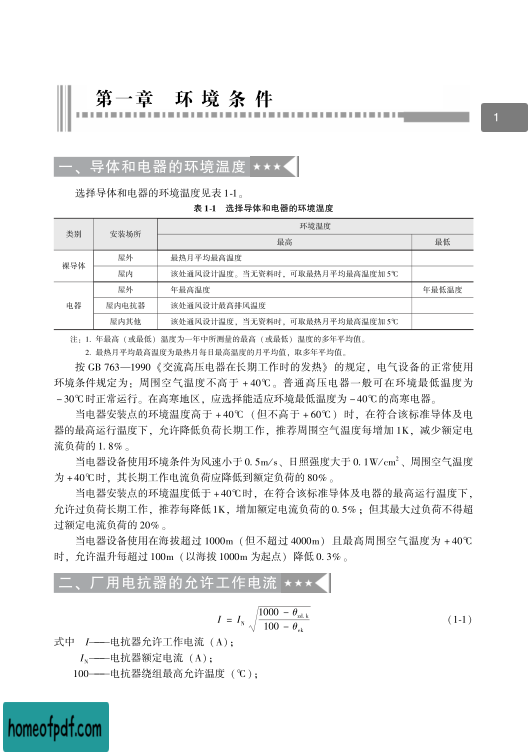 第一章 环境条件
1
一、导体和电器的环境温度
选择导体和电器的环境温度见表 1-1。
表 1-1 选择导体和电器的环境温度
类别 安装场所 环境温度
最高 最低
裸导体 屋外 最热月平均最高温度
屋内 该处通风设计温度。当无资料时，可取最热月平均最高温度加 5℃
电器 屋外 年最高温度 年最低温度
屋内电抗器 该处通风设计最高排风温度
屋内其他 该处通风设计温度，当无资料时，可取最热月平均最高温度加 5℃
注：1. 年最高（或最低）温度为一年中所测量的最高（或最低）温度的多年平均值。
2. 最热月平均最高温度为最热月每日最高温度的月平均值，取多年平均值。
按 GB 763—1990《交流高压电器在长期工作时的发热》的规定，电气设备的正常使用
环境条件规定为：周围空气温度不高于 +40℃。普通高压电器一般可在环境最低温度为
-30℃时正常运行。在高寒地区，应选择能适应环境最低温度为 -40℃的高寒电器。
当电器安装点的环境温度高于 +40℃（但不高于 +60℃）时，在符合该标准导体及电
器的最高运行温度下，允许降低负荷长期工作，推荐周围空气温度每增加 1K，减少额定电
流负荷的 1.8%。
当电器设备使用环境条件为风速小于 0.5m/s、日照强度大于 0.1W/cm²、周围空气温度
为 +40℃时，其长期工作电流负荷应降低到额定负荷的 80%。
当电器安装点的环境温度低于 +40℃时，在符合该标准导体及电器的最高运行温度下，
允许过负荷长期工作，推荐每降低 1K，增加额定电流负荷的 0.5%；但其最大过负荷不得超
过额定电流负荷的 20%。
当电器设备使用在海拔超过 1000m（但不超过 4000m）且最高周围空气温度为 +40℃
时，允许温升每超过 100m（以海拔 1000m 为起点）降低 0.3%。
二、厂用电抗器的允许工作电流
I = I_N √((1000 - θ_al.k)/(100 - θ_ek)) (1-1)
式中 I——电抗器允许工作电流（A）；
I_N——电抗器额定电流（A）；
100——电抗器绕组最高允许温度（℃）；
homeofpdf.com